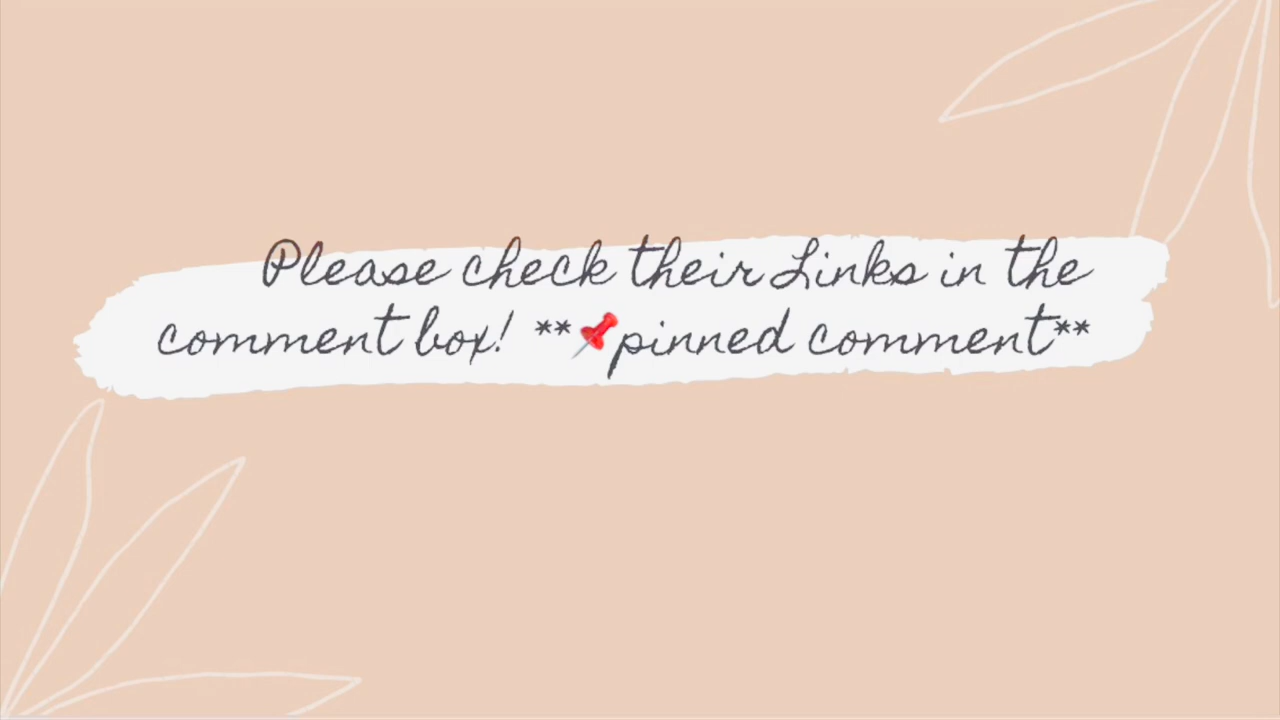 Please check their Links in the
comment box! **📌pinned comment**